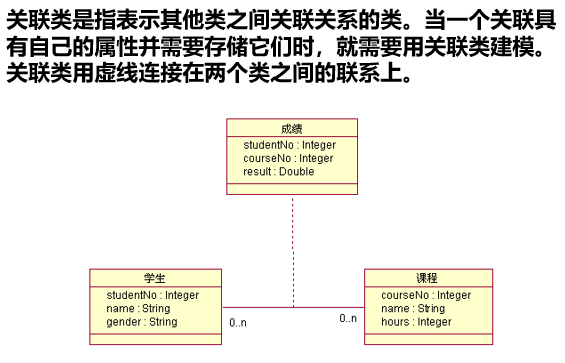 关联类是指表示其他类之间关联关系的类。当一个关联具
有自己的属性并需要存储它们时，就需要用关联类建模。
关联类用虚线连接在两个类之间的联系上。
成绩
studentNo : Integer
courseNo : Integer
result : Double
学生
studentNo : Integer
name : String
gender : String
0..n
0..n
课程
courseNo : Integer
name : String
hours : Integer